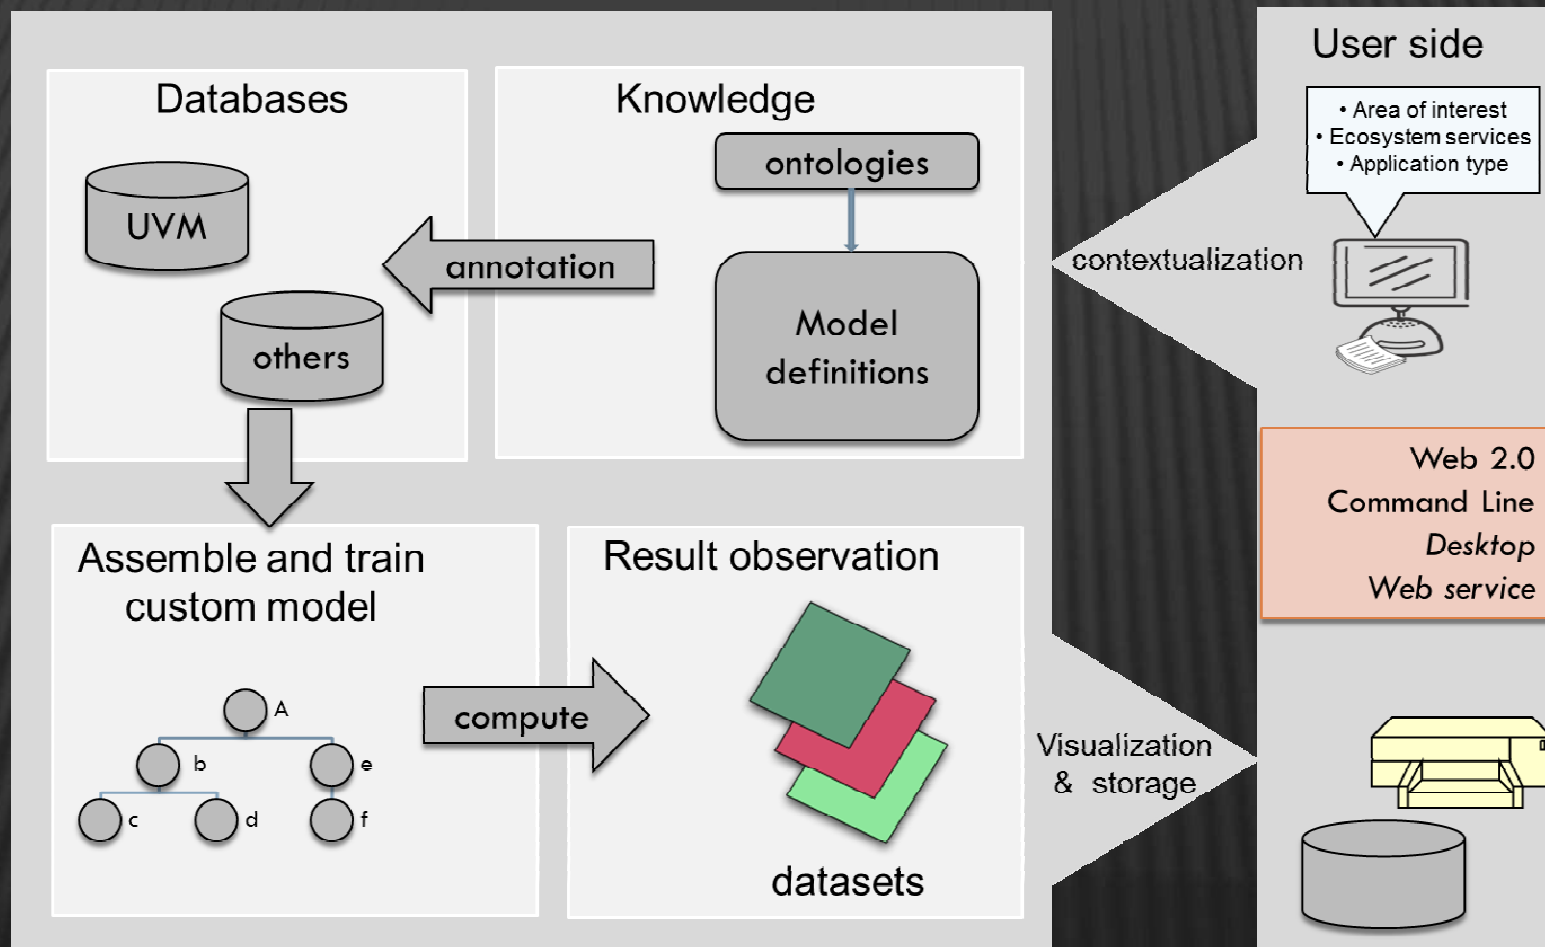 Databases
UVM
others
annotation
Knowledge
ontologies
Model
definitions
Assemble and train
custom model
A
b
e
c
d
f
compute
Result observation
datasets
contextualization
Visualization
& storage
User side
• Area of interest
• Ecosystem services
• Application type
Web 2.0
Command Line
Desktop
Web service